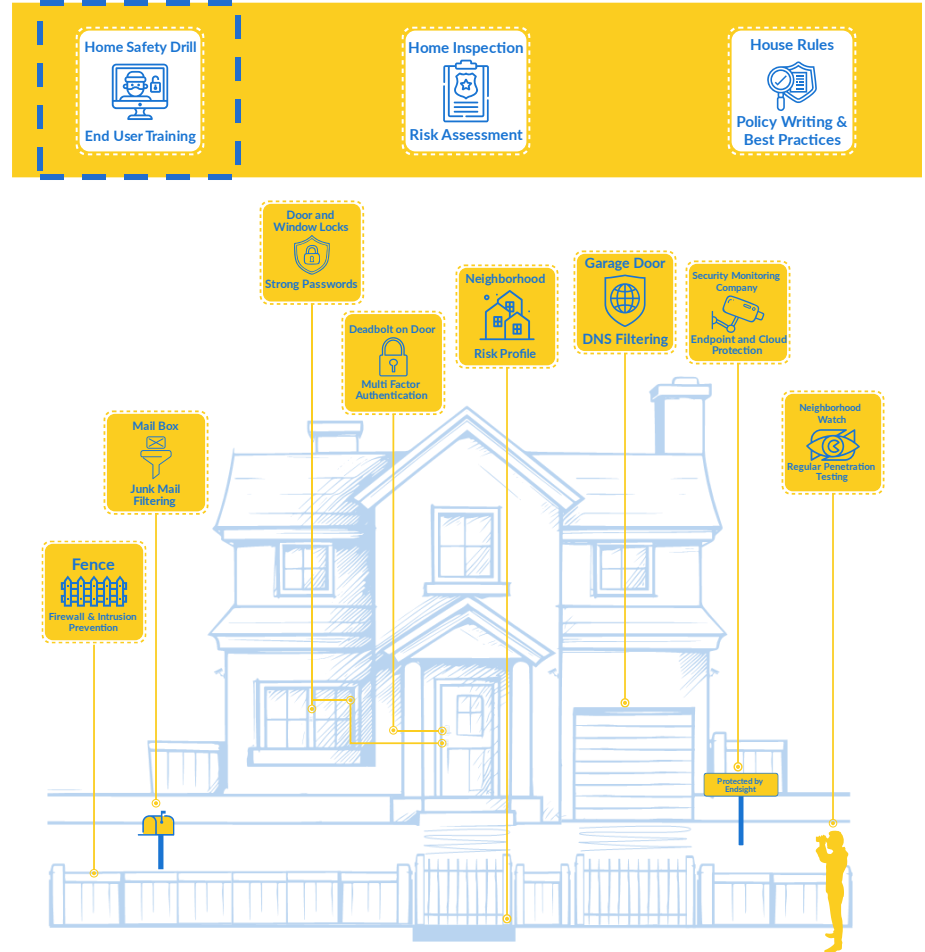 Home Safety Drill
End User Training
Home Inspection
Risk Assessment
House Rules
Policy Writing &
Best Practices
Door and
Window Locks
Strong Passwords
Deadbolt on Door
Multi Factor
Authentication
Neighborhood
Risk Profile
Garage Door
DNS Filtering
Security Monitoring
Company
Endpoint and Cloud
Protection
Neighborhood
Watch
Regular Penetration
Testing
Mail Box
Junk Mail
Filtering
Fence
Firewall & Intrusion
Prevention
Protected by
Endsight